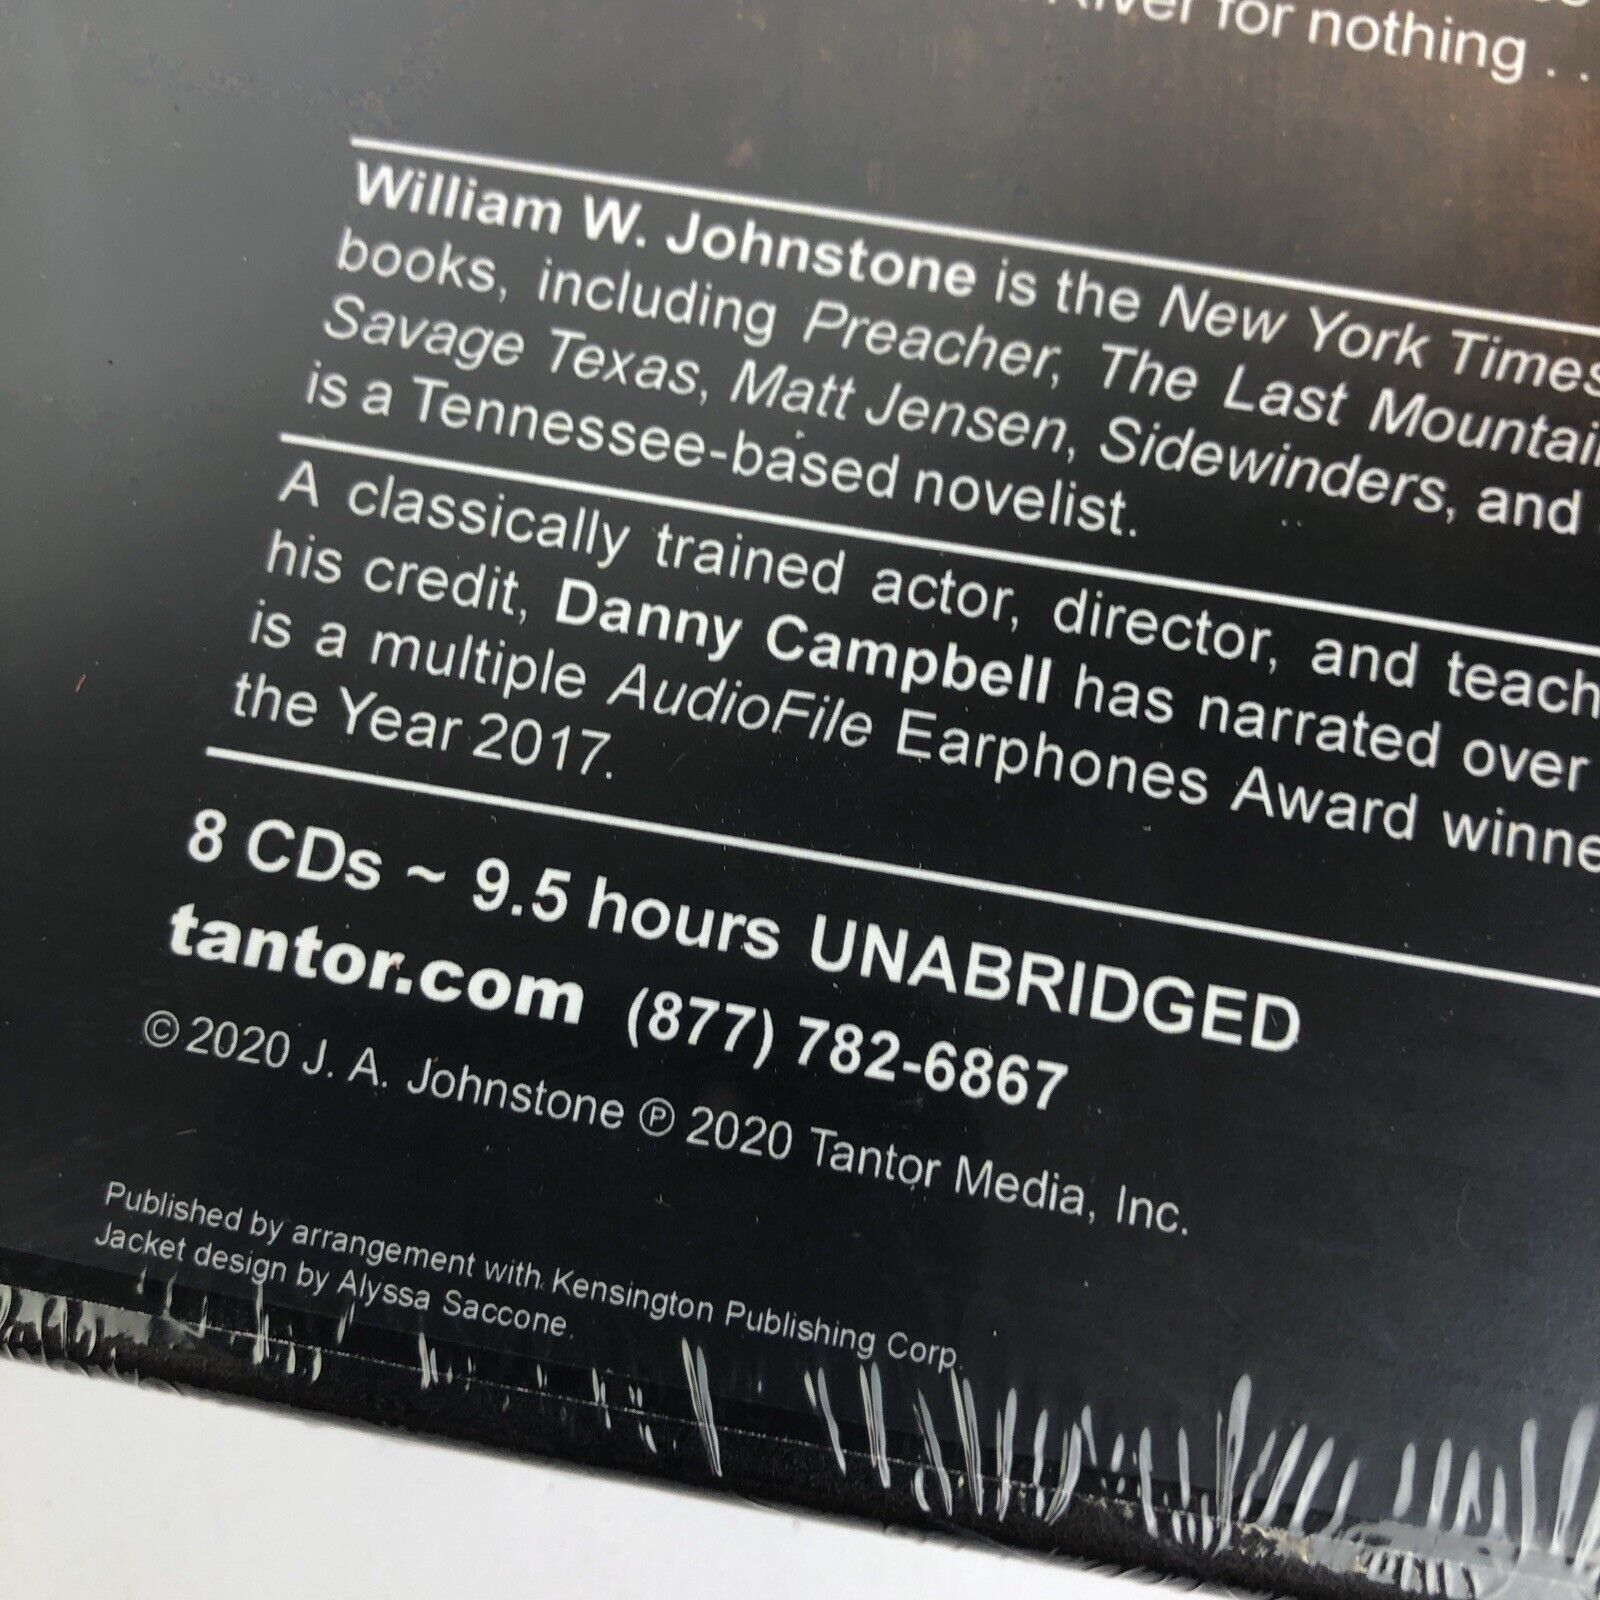 for nothing . .
William W. Johnstone is the New York Times
books, including Preacher, The Last Mountain
Savage Texas, Matt Jensen, Sidewinders, and
is a Tennessee-based novelist.
A classically trained actor, director, and teach
his credit, Danny Campbell has narrated over
is a multiple AudioFile Earphones Award winne
the Year 2017.
8 CDs ~ 9.5 hours UNABRIDGED
tantor.com (877) 782-6867
© 2020 J. A. Johnstone ℗ 2020 Tantor Media, Inc.
Published by arrangement with Kensington Publishing Corp.
Jacket design by Alyssa Saccone.